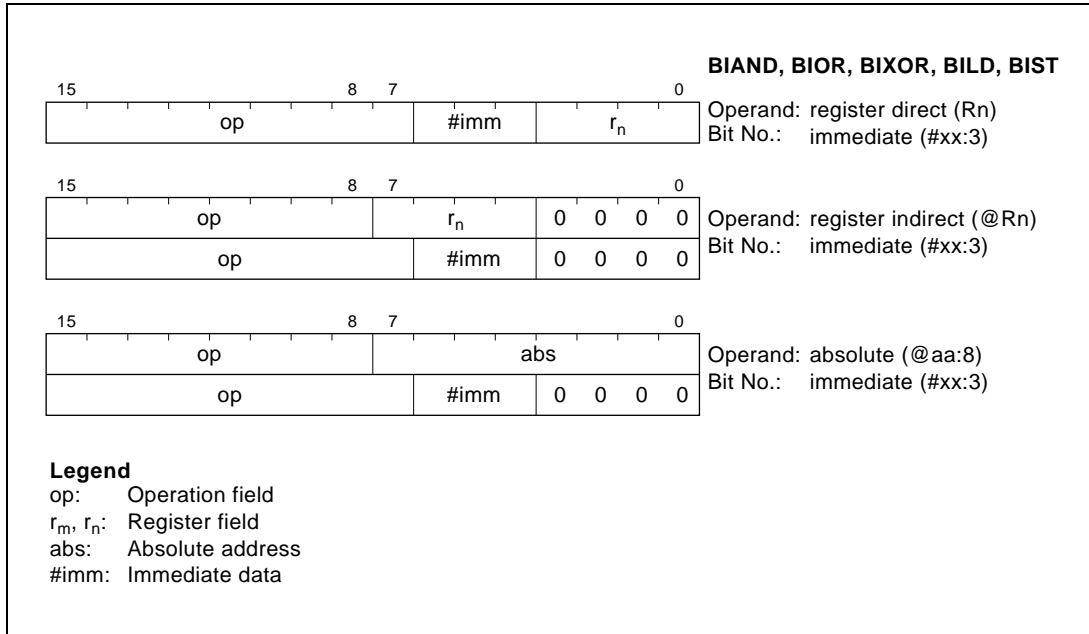 BIAND, BIOR, BIXOR, BILD, BIST
15 8 7 0
op #imm rn
Operand: register direct (Rn)
Bit No.: immediate (#xx:3)
15 8 7 0
op rn 0 0 0 0
op #imm 0 0 0 0
Operand: register indirect (@Rn)
Bit No.: immediate (#xx:3)
15 8 7 0
op abs
op #imm 0 0 0 0
Operand: absolute (@aa:8)
Bit No.: immediate (#xx:3)
Legend
op: Operation field
rm, rn: Register field
abs: Absolute address
#imm: Immediate data